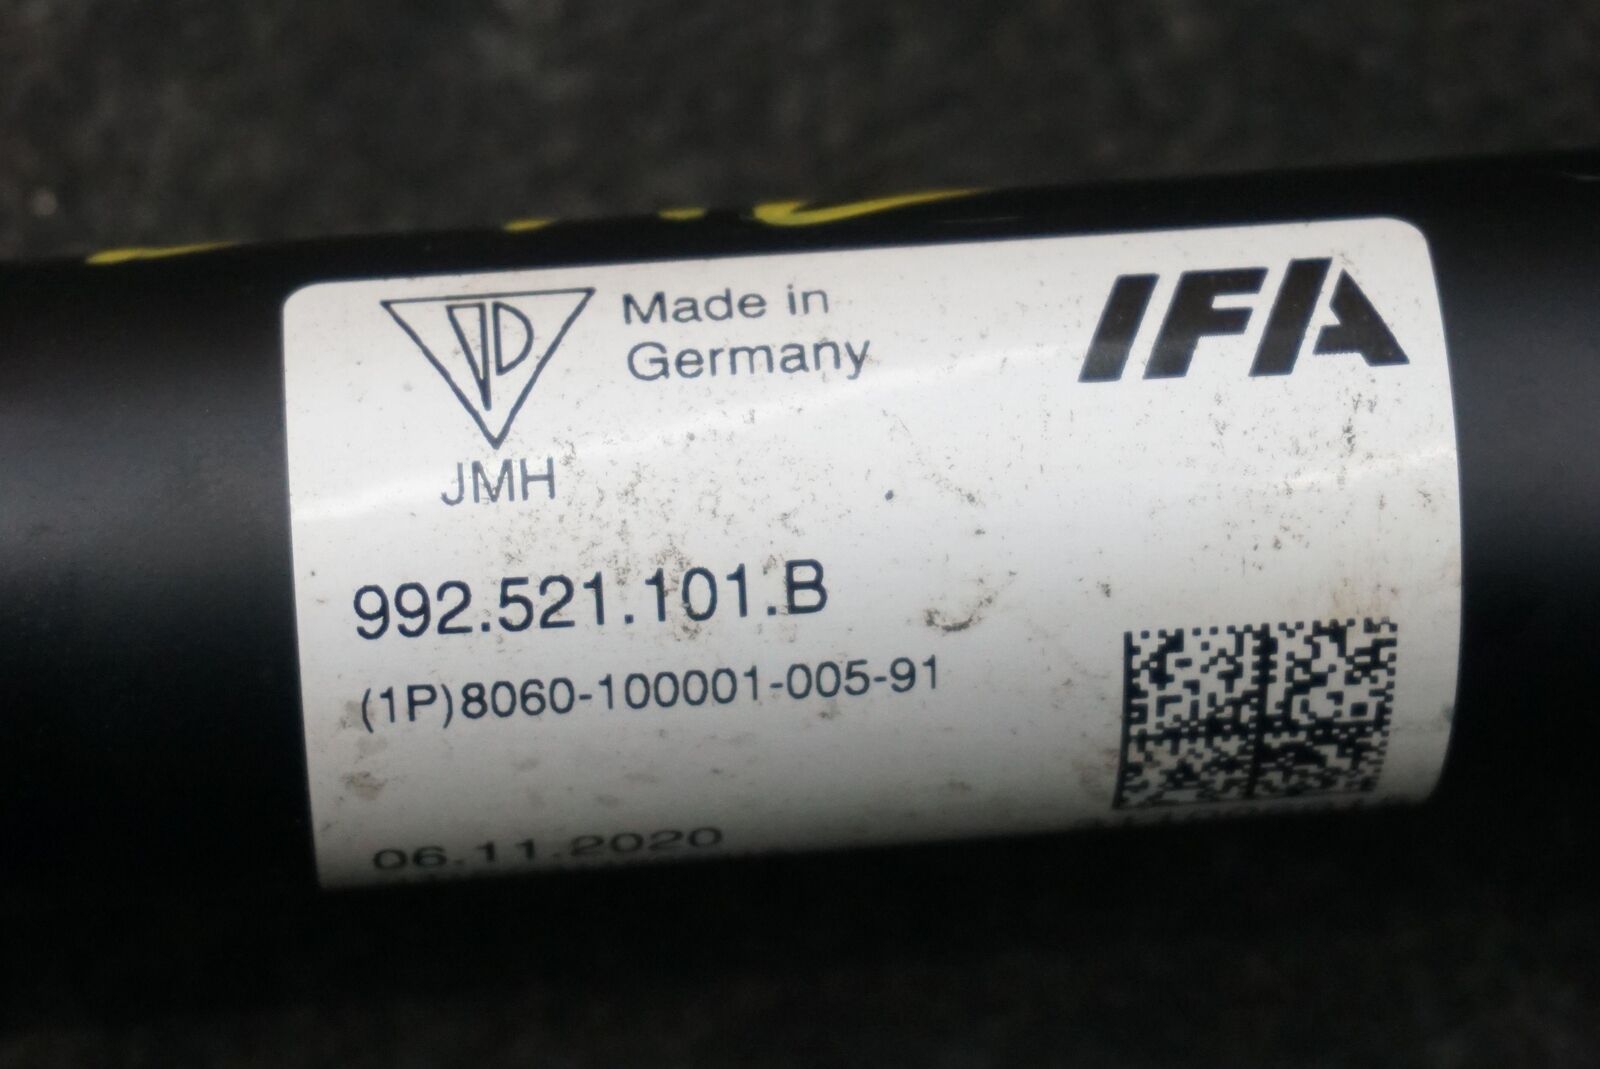 Made in
Germany
IFA
JMH
992.521.101.B
(1P)8060-100001-005-91
06.11.2020